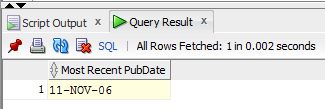 Script Output × Query Result ×
SQL | All Rows Fetched: 1 in 0.002 seconds
Most Recent PubDate
1 11-NOV-06